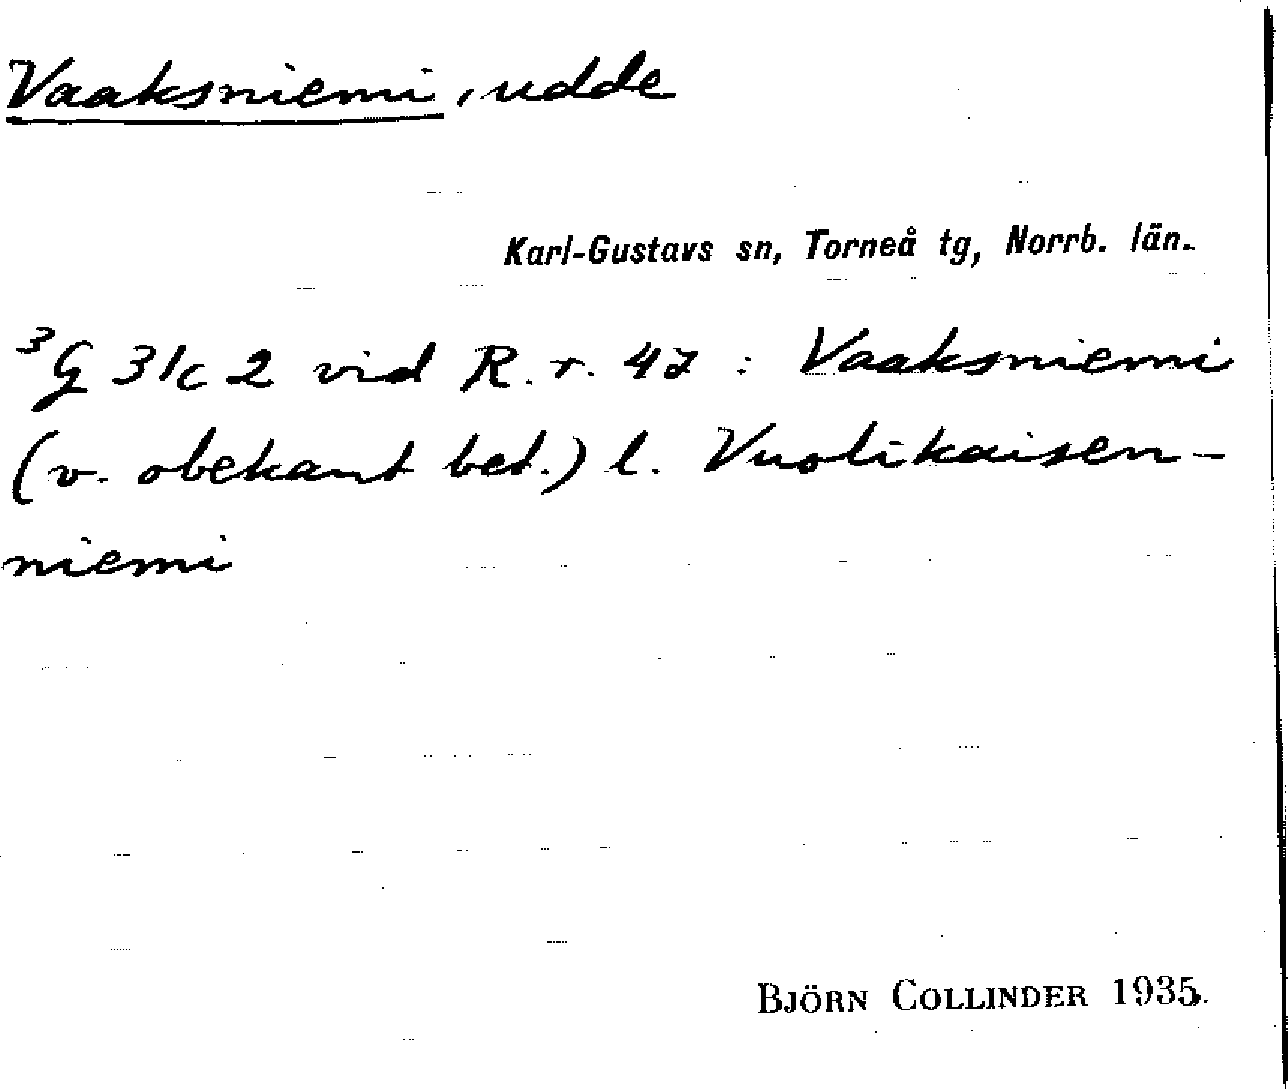 Vaaksniemi, udde
Karl-Gustavs sn, Torneå tg, Norrb. län.
³G 31c 2 vid R.r. 47 : Vaaksniemi
(v. obekant bet.) l. Vuolikaisen-
niemi
BJÖRN COLLINDER 1935.